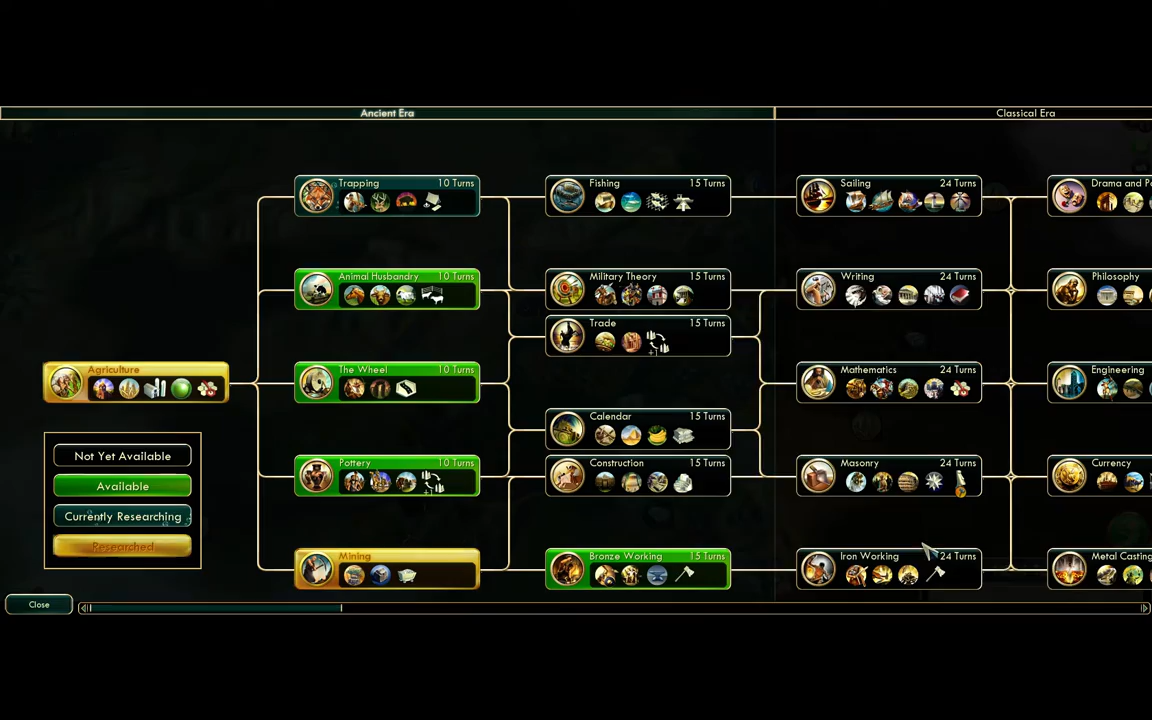 Ancient Era
Classical Era
Trapping 10 Turns
Fishing 15 Turns
Sailing 24 Turns
Drama and Po
Animal Husbandry 10 Turns
Military Theory 15 Turns
Writing 24 Turns
Philosophy
Trade 15 Turns
+1
Agriculture
The Wheel 10 Turns
Mathematics 24 Turns
Engineering
Calendar 15 Turns
Pottery 10 Turns
+1
Construction 15 Turns
Masonry 24 Turns
Currency
Mining
Bronze Working 15 Turns
Iron Working 24 Turns
Metal Casting
Not Yet Available
Available
Currently Researching
Researched
Close